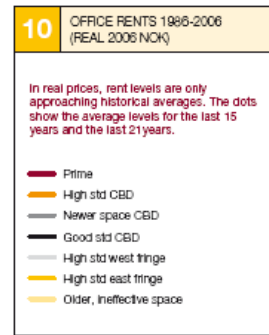 10
OFFICE RENTS 1986-2006
(REAL 2006 NOK)
In real prices, rent levels are only
approaching historical averages. The dots
show the average levels for the last 15
years and the last 21years.
Prime
High std CBD
Newer space CBD
Good std CBD
High std west fringe
High std east fringe
Older, ineffective space